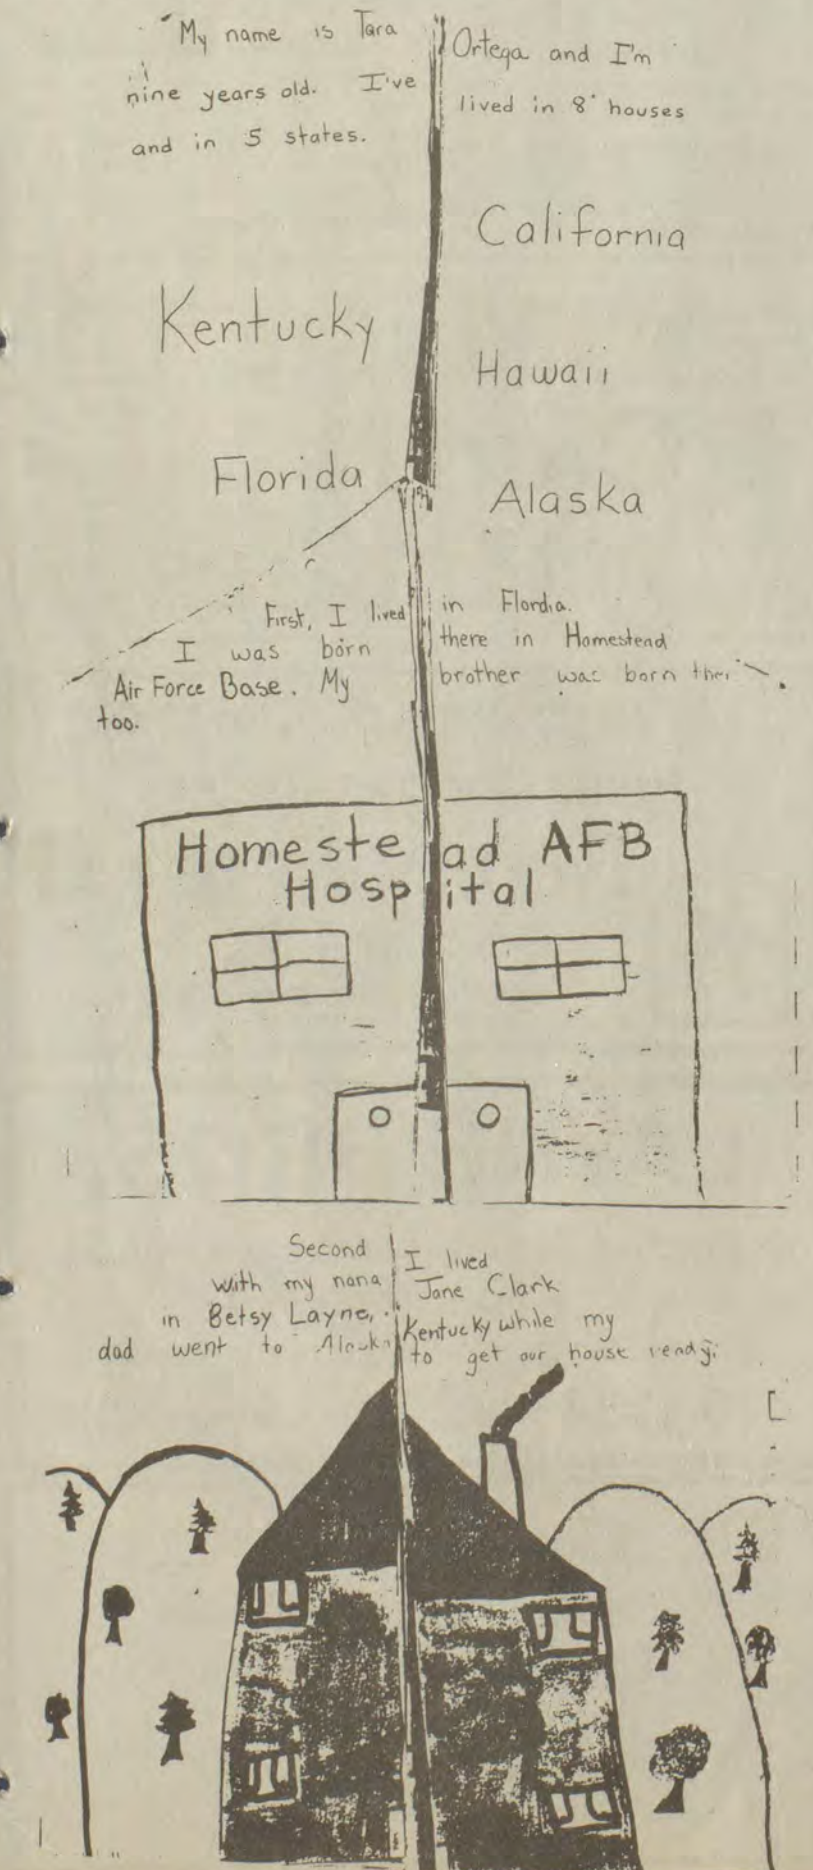 My name is Tara Ortega and I'm
nine years old. I've lived in 8 houses
and in 5 states.
California
Kentucky
Hawaii
Florida
Alaska
First, I lived in Flordia.
I was born there in Homestend
Air Force Base. My brother was born
too.
Homestead AFB
Hospital
Second I lived
with my nana Jane Clark
in Betsy Layne, Kentucky while my
dad went to Alaska to get our house ready.